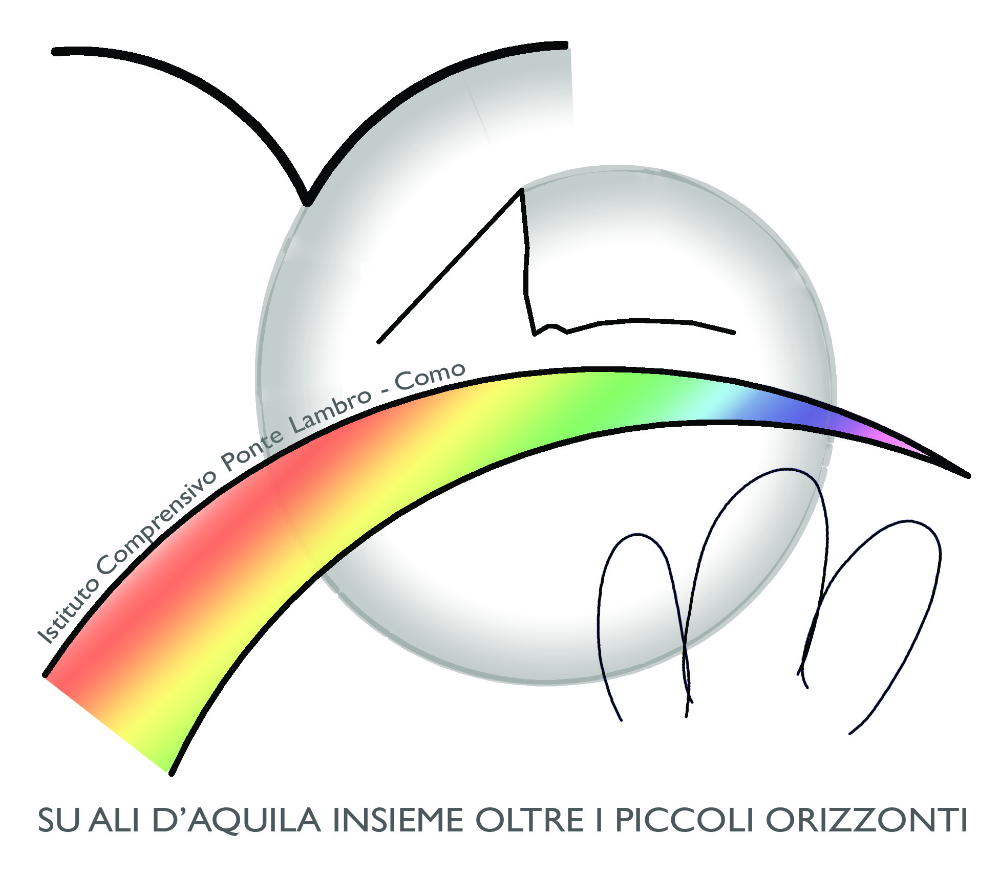 Istituto Comprensivo Ponte Lambro - Como
SU ALI D’AQUILA INSIEME OLTRE I PICCOLI ORIZZONTI